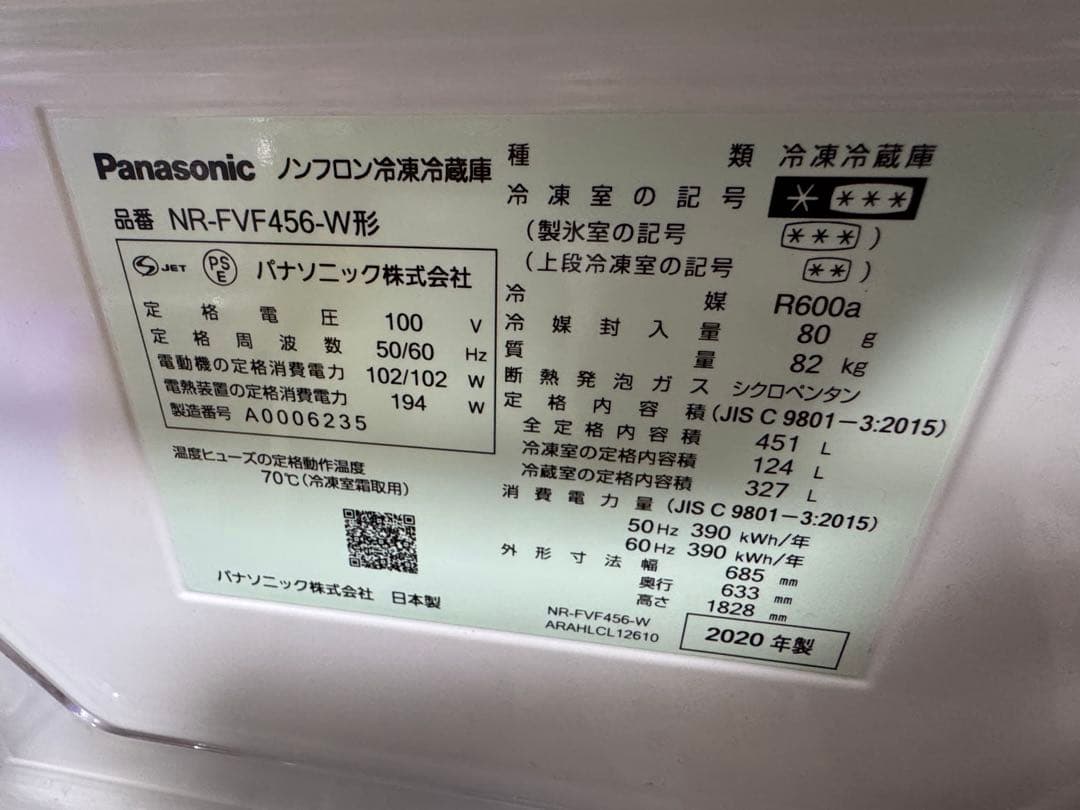 Panasonic ノンフロン冷凍冷蔵庫
品番 NR-FVF456-W形
JET PSE パナソニック株式会社
定格電圧 100 V
定格周波数 50/60 Hz
電動機の定格消費電力 102/102 W
電熱装置の定格消費電力 194 W
製造番号 A0006235
温度ヒューズの定格動作温度
70℃(冷凍室霜取用)
パナソニック株式会社 日本製
種類 冷凍冷蔵庫
冷凍室の記号 * ***
(製氷室の記号 *** )
(上段冷凍室の記号 ** )
冷媒 R600a
冷媒封入量 80 g
質量 82 kg
断熱発泡ガス シクロペンタン
定格内容積(JIS C 9801-3:2015)
全定格内容積 451 L
冷凍室の定格内容積 124 L
冷蔵室の定格内容積 327 L
消費電力量(JIS C 9801-3:2015)
50Hz 390 kWh/年
60Hz 390 kWh/年
外形寸法 幅 685 mm
奥行 633 mm
高さ 1828 mm
NR-FVF456-W
ARAHLCL12610
2020 年製